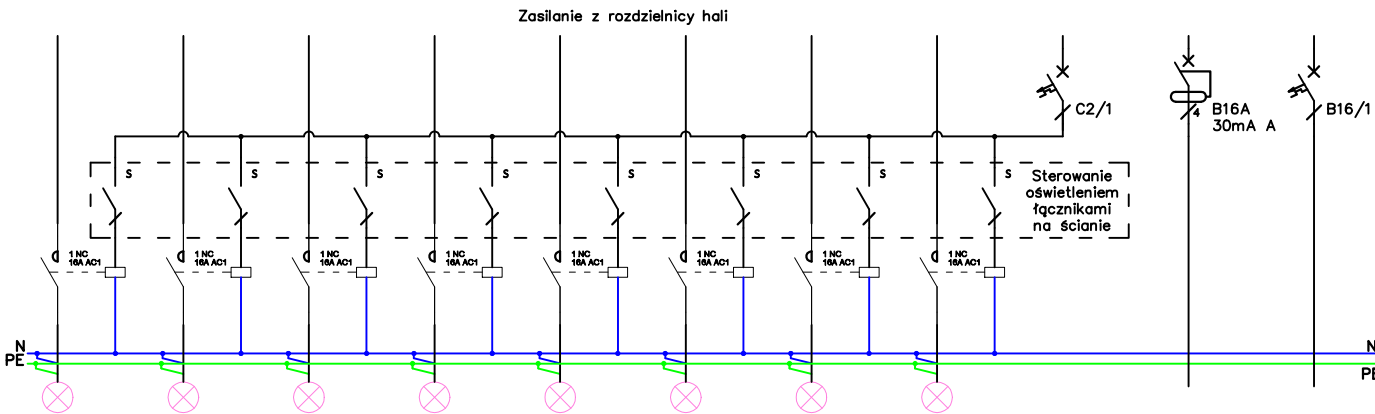 Zasilanie z rozdzielnicy hali
C2/1
B16A
30mA A
4
B16/1
S
S
S
S
S
S
S
S
Sterowanie
oświetleniem
łącznikami
na ścianie
1 NC
16A AC1
1 NC
16A AC1
1 NC
16A AC1
1 NC
16A AC1
1 NC
16A AC1
1 NC
16A AC1
1 NC
16A AC1
1 NC
16A AC1
N
PE
N
PE